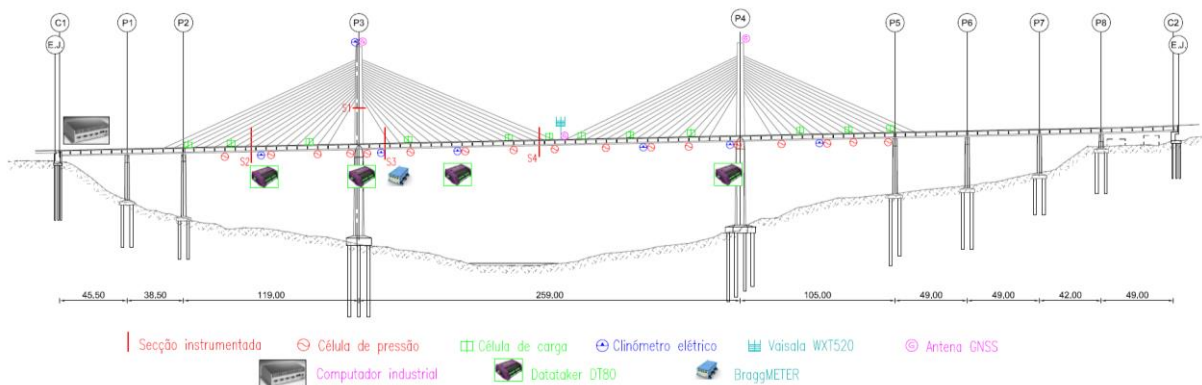 C1 P1 P2 P3 P4 P5 P6 P7 P8 C2
E.J. E.J.
S1
S2 S3 S4
45,50 38,50 119,00 259,00 105,00 49,00 49,00 42,00 49,00
Secção instrumentada Célula de pressão Célula de carga Clinómetro elétrico Vaisala WXT520 Antena GNSS
Computador industrial Datataker DT80 BraggMETER